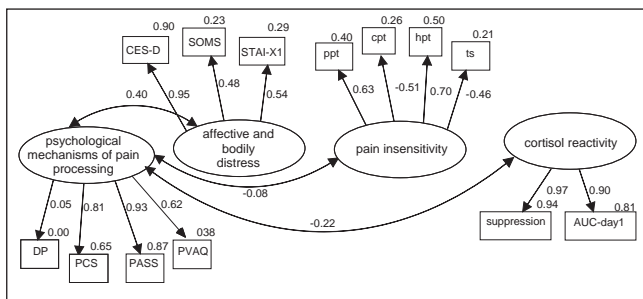 0.90
0.23
0.29
CES-D
SOMS
STAI-X1
0.40
0.95
0.48
0.54
affective and
bodily
distress
psychological
mechanisms of pain
processing
0.05
0.81
0.93
0.62
0.00
0.65
0.87
038
DP
PCS
PASS
PVAQ
0.40
0.26
0.50
0.21
ppt
cpt
hpt
ts
0.63
-0.51
0.70
-0.46
pain insensitivity
-0.08
-0.22
cortisol reactivity
0.97
0.90
0.94
0.81
suppression
AUC-day1